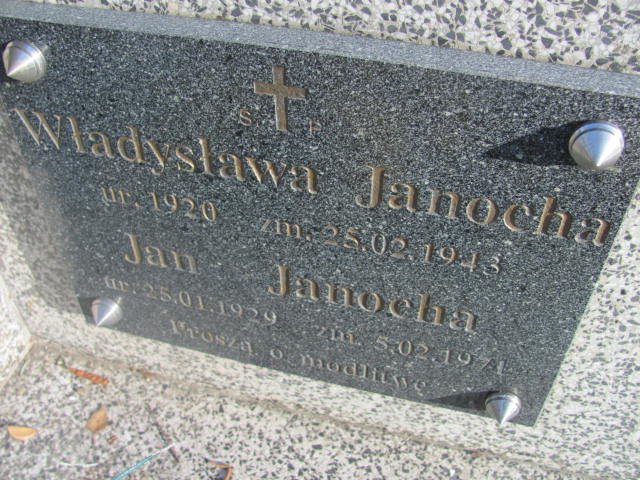 Ś. P.
Władysława Janocha
ur. 1920 zm. 25.02.1943
Jan Janocha
ur. 25.01.1929 zm. 5.02.1971
Proszą o modlitwę